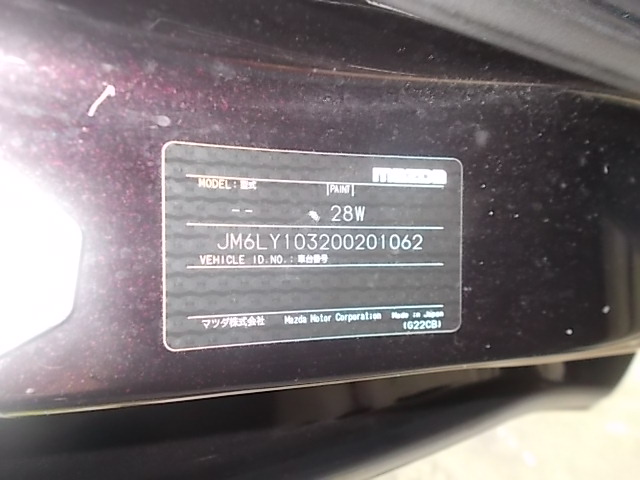 mazda
MODEL: 型式 PAINT
-- 28W
JM6LY103200201062
VEHICLE ID.NO.: 車台番号
マツダ株式会社 Mazda Motor Corporation Made in Japan
(G22CB)